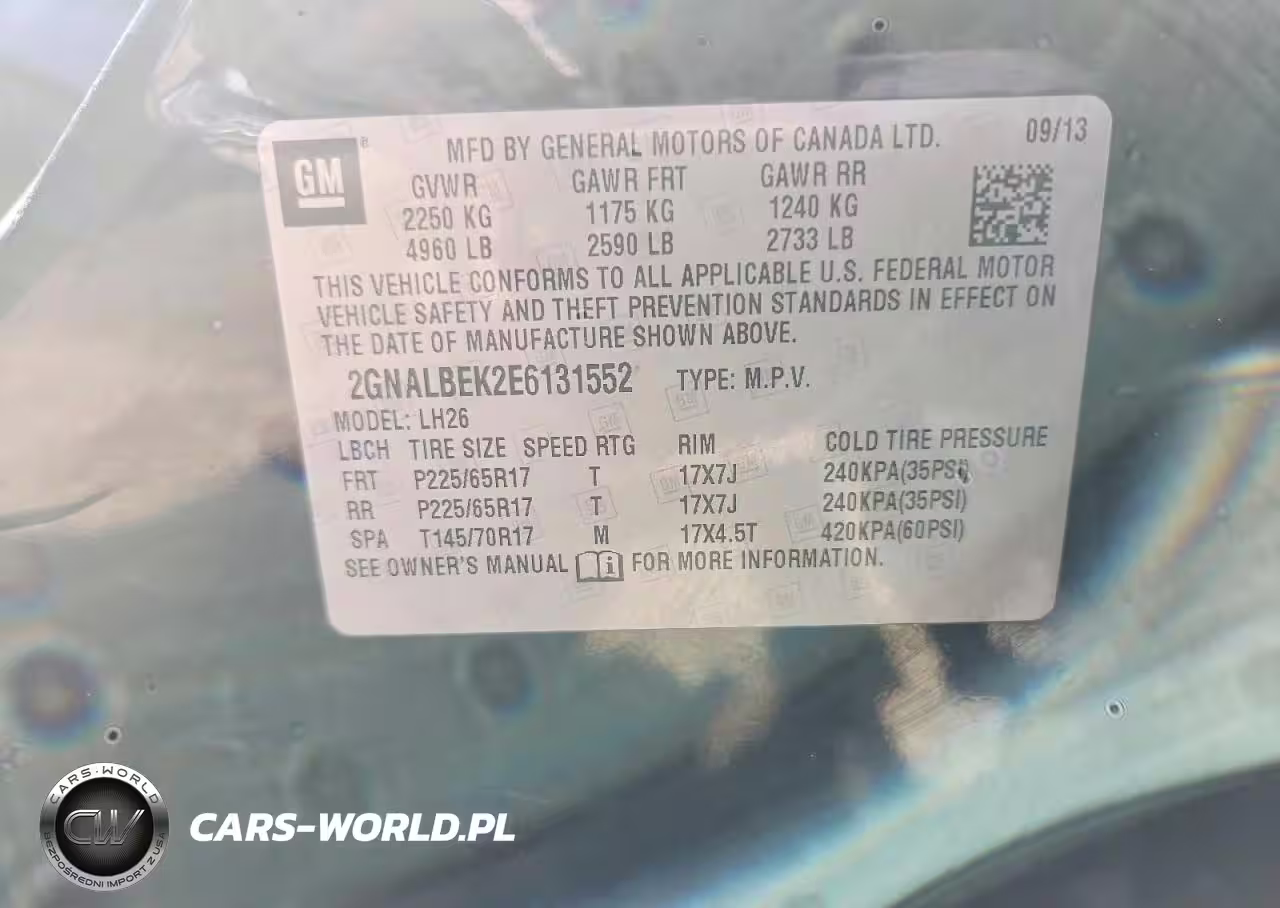 GM
MFD BY GENERAL MOTORS OF CANADA LTD. 09/13
GVWR GAWR FRT GAWR RR
2250 KG 1175 KG 1240 KG
4960 LB 2590 LB 2733 LB
THIS VEHICLE CONFORMS TO ALL APPLICABLE U.S. FEDERAL MOTOR
VEHICLE SAFETY AND THEFT PREVENTION STANDARDS IN EFFECT ON
THE DATE OF MANUFACTURE SHOWN ABOVE.
2GNALBEK2E6131552 TYPE: M.P.V.
MODEL: LH26
LBCH TIRE SIZE SPEED RTG RIM COLD TIRE PRESSURE
FRT P225/65R17 T 17X7J 240KPA(35PSI)
RR P225/65R17 T 17X7J 240KPA(35PSI)
SPA T145/70R17 M 17X4.5T 420KPA(60PSI)
SEE OWNER'S MANUAL FOR MORE INFORMATION.
CARS-WORLD
CW
BEZPOŚREDNI IMPORT Z USA
CARS-WORLD.PL